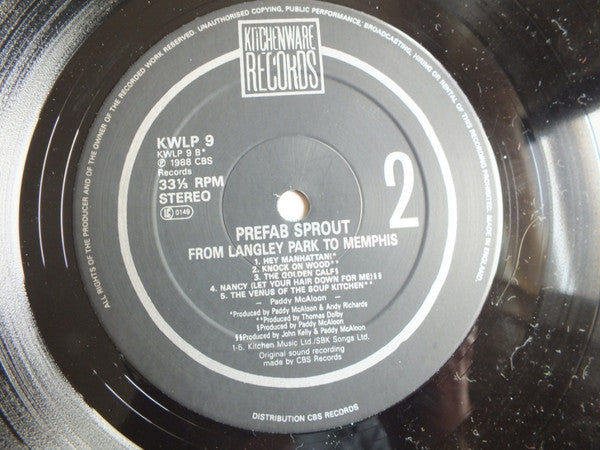 ALL RIGHTS OF THE PRODUCER AND OF THE OWNER OF THE RECORDED WORK RESERVED. UNAUTHORISED COPYING, PUBLIC PERFORMANCE, BROADCASTING, HIRING OR RENTAL OF THIS RECORDING PROHIBITED. MADE IN ENGLAND.
KITCHENWARE
RECORDS
KWLP 9
KWLP 9 B*
℗ 1988 CBS
Records
33⅓ RPM
STEREO
LC 0149
2
PREFAB SPROUT
FROM LANGLEY PARK TO MEMPHIS
1. HEY MANHATTAN!*
2. KNOCK ON WOOD**
3. THE GOLDEN CALF§
4. NANCY (LET YOUR HAIR DOWN FOR ME)§§
5. THE VENUS OF THE SOUP KITCHEN**
— Paddy McAloon —
*Produced by Paddy McAloon & Andy Richards
**Produced by Thomas Dolby
§Produced by Paddy McAloon
§§Produced by John Kelly & Paddy McAloon
1-5. Kitchen Music Ltd./SBK Songs Ltd.
Original sound recording
made by CBS Records
DISTRIBUTION CBS RECORDS